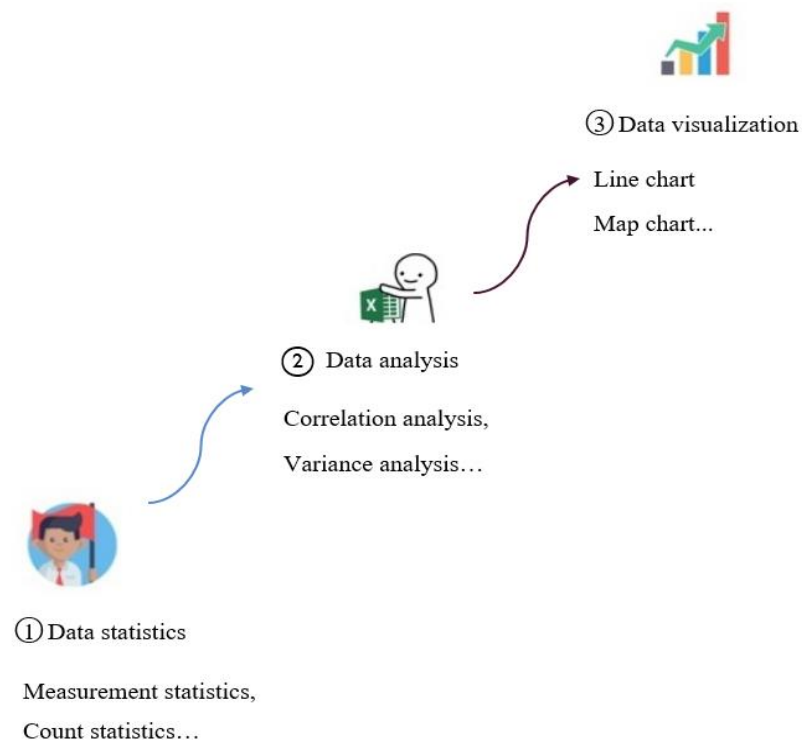 ③ Data visualization
Line chart
Map chart...
X
② Data analysis
Correlation analysis,
Variance analysis…
① Data statistics
Measurement statistics,
Count statistics…